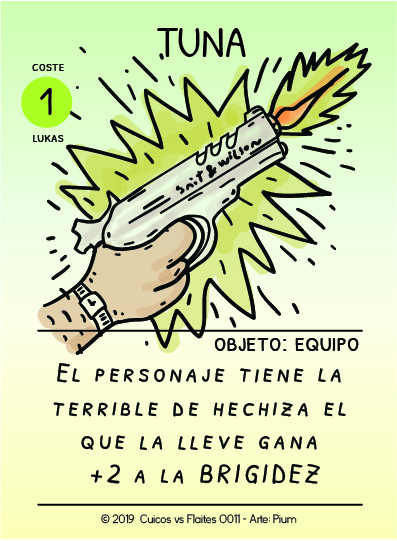 TUNA
COSTE
1
LUKAS
Snit & wilson
OBJETO: EQUIPO
EL PERSONAJE TIENE LA
TERRIBLE DE HECHIZA EL
QUE LA LLEVE GANA
+2 A LA BRIGIDEZ
© 2019 Cuicos vs Flaites 0011 - Arte: Pium